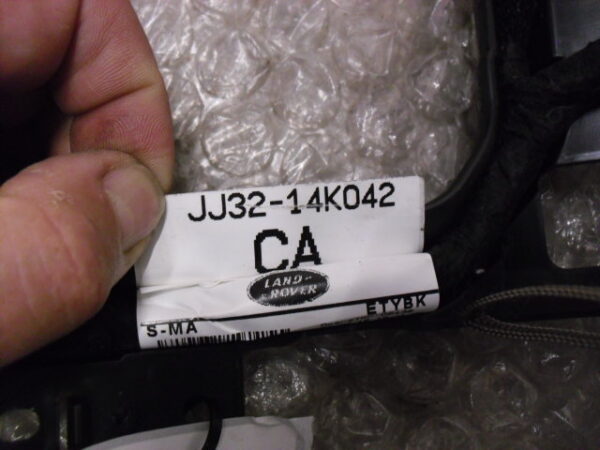 JJ32-14K042
CA
LAND-
ROVER
ETYBK
S-MA